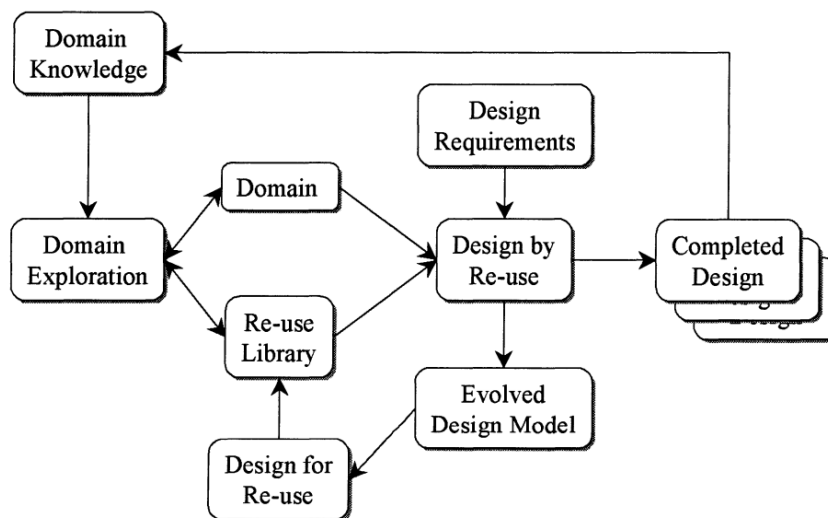 Domain
Knowledge
Design
Requirements
Domain
Domain
Exploration
Design by
Re-use
Completed
Design
Re-use
Library
Evolved
Design Model
Design for
Re-use